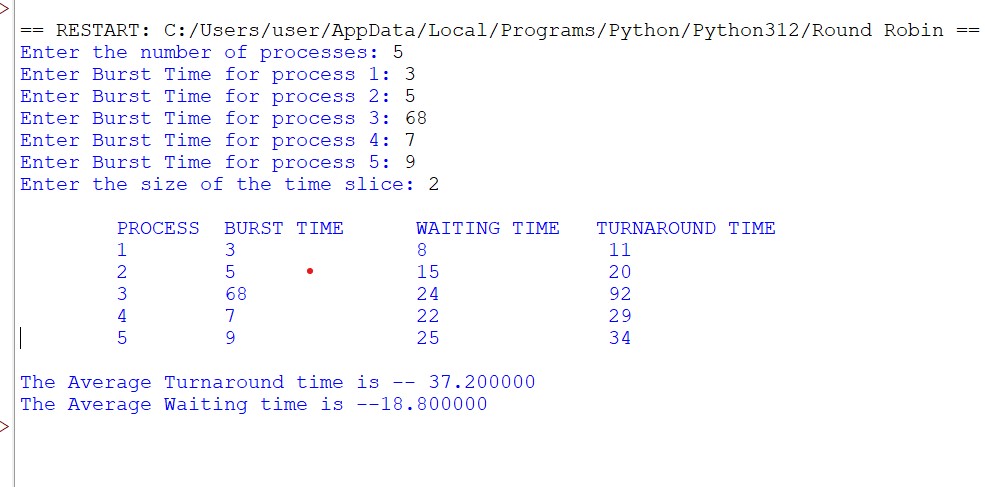 == RESTART: C:/Users/user/AppData/Local/Programs/Python/Python312/Round Robin ==
Enter the number of processes: 5
Enter Burst Time for process 1: 3
Enter Burst Time for process 2: 5
Enter Burst Time for process 3: 68
Enter Burst Time for process 4: 7
Enter Burst Time for process 5: 9
Enter the size of the time slice: 2
PROCESS BURST TIME WAITING TIME TURNAROUND TIME
1 3 8 11
2 5 15 20
3 68 24 92
4 7 22 29
5 9 25 34
The Average Turnaround time is -- 37.200000
The Average Waiting time is --18.800000